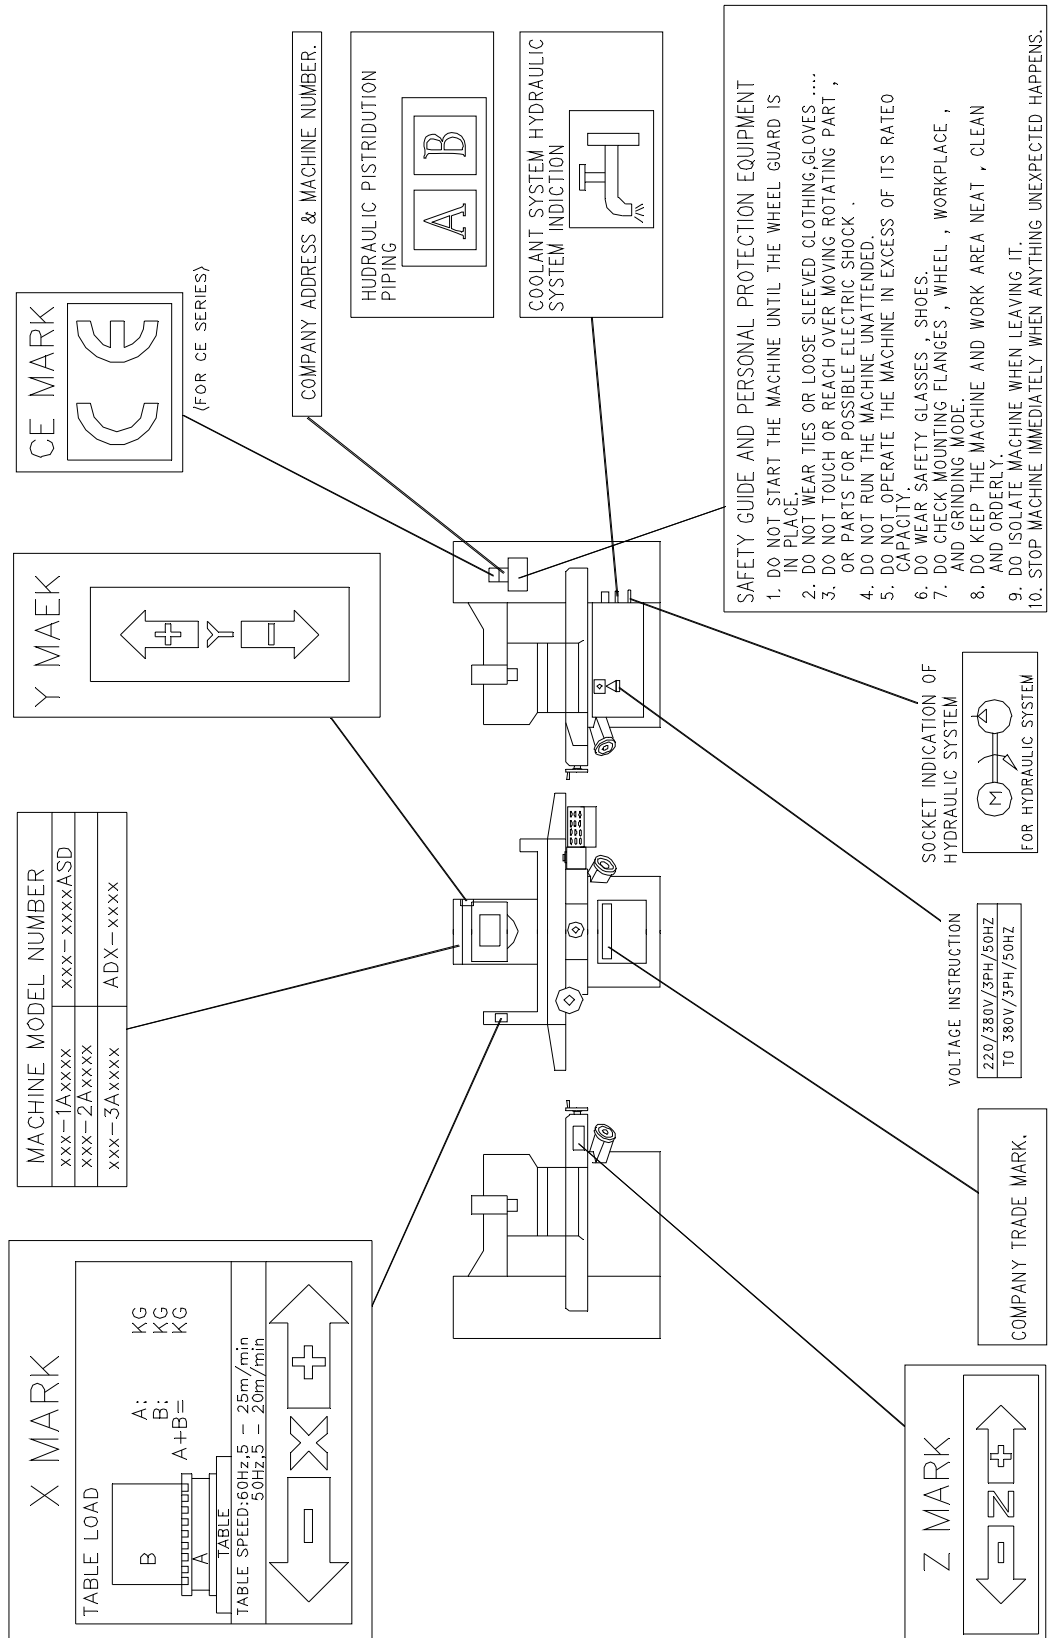 X MARK
TABLE LOAD
B
A
TABLE
A: KG
B: KG
A+B= KG
TABLE SPEED:60Hz,5 - 25m/min
50Hz,5 - 20m/min
- X +
MACHINE MODEL NUMBER
xxx-1Axxxx xxx-xxxxASD
xxx-2Axxxx
xxx-3Axxxx ADX-xxxx
Y MAEK
+
Y
-
CE MARK
CE
(FOR CE SERIES)
COMPANY ADDRESS & MACHINE NUMBER.
HUDRAULIC PISTRIDUTION
PIPING
A B
COOLANT SYSTEM HYDRAULIC
SYSTEM INDICTION
Z MARK
- Z +
COMPANY TRADE MARK.
VOLTAGE INSTRUCTION
220/380V/3PH/50HZ
TO 380V/3PH/50HZ
SOCKET INDICATION OF
HYDRAULIC SYSTEM
M
FOR HYDRAULIC SYSTEM
SAFETY GUIDE AND PERSONAL PROTECTION EQUIPMENT
1. DO NOT START THE MACHINE UNTIL THE WHEEL GUARD IS
IN PLACE.
2. DO NOT WEAR TIES OR LOOSE SLEEVED CLOTHING,GLOVES ....
3. DO NOT TOUCH OR REACH OVER MOVING ROTATING PART ,
OR PARTS FOR POSSIBLE ELECTRIC SHOCK .
4. DO NOT RUN THE MACHINE UNATTENDED.
5. DO NOT OPERATE THE MACHINE IN EXCESS OF ITS RATEO
CAPACITY.
6. DO WEAR SAFETY GLASSES , SHOES.
7. DO CHECK MOUNTING FLANGES , WHEEL , WORKPLACE ,
AND GRINDING MODE.
8. DO KEEP THE MACHINE AND WORK AREA NEAT , CLEAN
AND ORDERLY.
9. DO ISOLATE MACHINE WHEN LEAVING IT.
10. STOP MACHINE IMMEDIATELY WHEN ANYTHING UNEXPECTED HAPPENS.